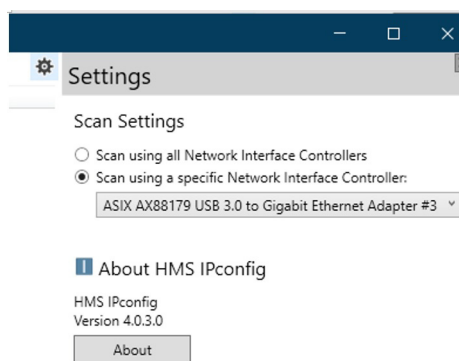 Settings
Scan Settings
Scan using all Network Interface Controllers
Scan using a specific Network Interface Controller:
ASIX AX88179 USB 3.0 to Gigabit Ethernet Adapter #3
About HMS IPconfig
HMS IPconfig
Version 4.0.3.0
About